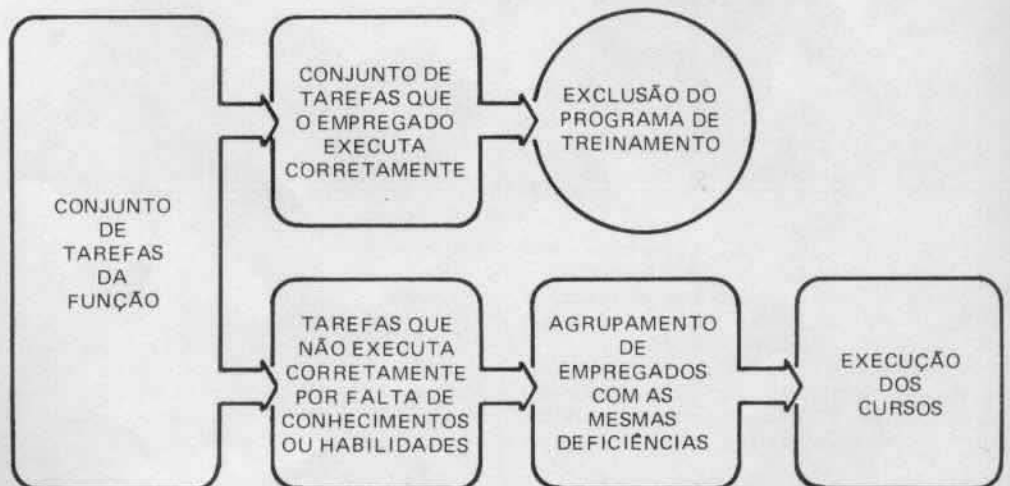 CONJUNTO
DE
TAREFAS
DA
FUNÇÃO
CONJUNTO DE
TAREFAS QUE
O EMPREGADO
EXECUTA
CORRETAMENTE
EXCLUSÃO DO
PROGRAMA DE
TREINAMENTO
TAREFAS QUE
NÃO EXECUTA
CORRETAMENTE
POR FALTA DE
CONHECIMENTOS
OU HABILIDADES
AGRUPAMENTO
DE
EMPREGADOS
COM AS
MESMAS
DEFICIÊNCIAS
EXECUÇÃO
DOS
CURSOS